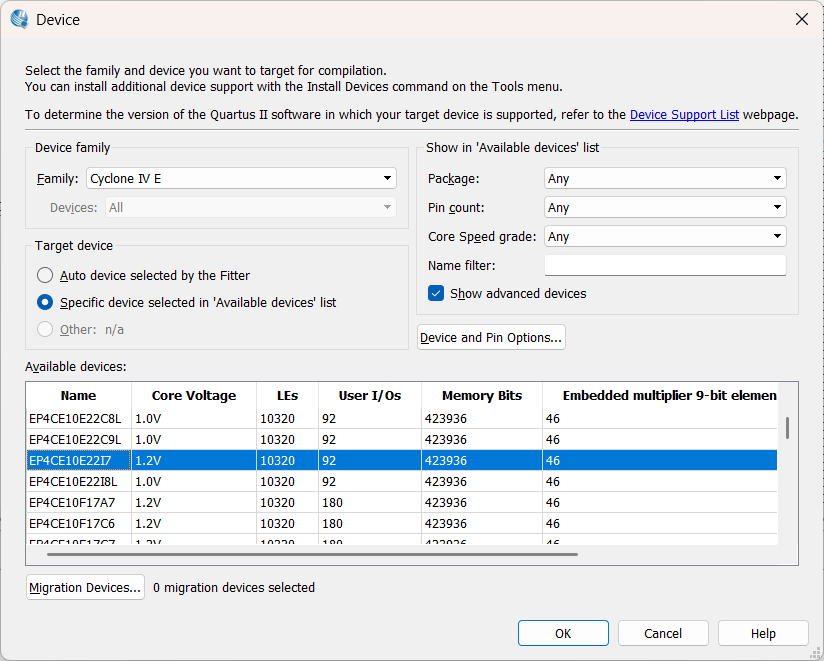 Device
Select the family and device you want to target for compilation.
You can install additional device support with the Install Devices command on the Tools menu.
To determine the version of the Quartus II software in which your target device is supported, refer to the Device Support List webpage.
Device family
Family: Cyclone IV E
Devices: All
Target device
Auto device selected by the Fitter
Specific device selected in 'Available devices' list
Other: n/a
Show in 'Available devices' list
Package: Any
Pin count: Any
Core Speed grade: Any
Name filter:
Show advanced devices
Device and Pin Options...
Available devices:
Name Core Voltage LEs User I/Os Memory Bits Embedded multiplier 9-bit elemen
EP4CE10E22C8L 1.0V 10320 92 423936 46
EP4CE10E22C9L 1.0V 10320 92 423936 46
EP4CE10E22I7 1.2V 10320 92 423936 46
EP4CE10E22I8L 1.0V 10320 92 423936 46
EP4CE10F17A7 1.2V 10320 180 423936 46
EP4CE10F17C6 1.2V 10320 180 423936 46
EP4CE10F17C7 1.2V 10320 180 423936 46
Migration Devices... 0 migration devices selected
OK Cancel Help